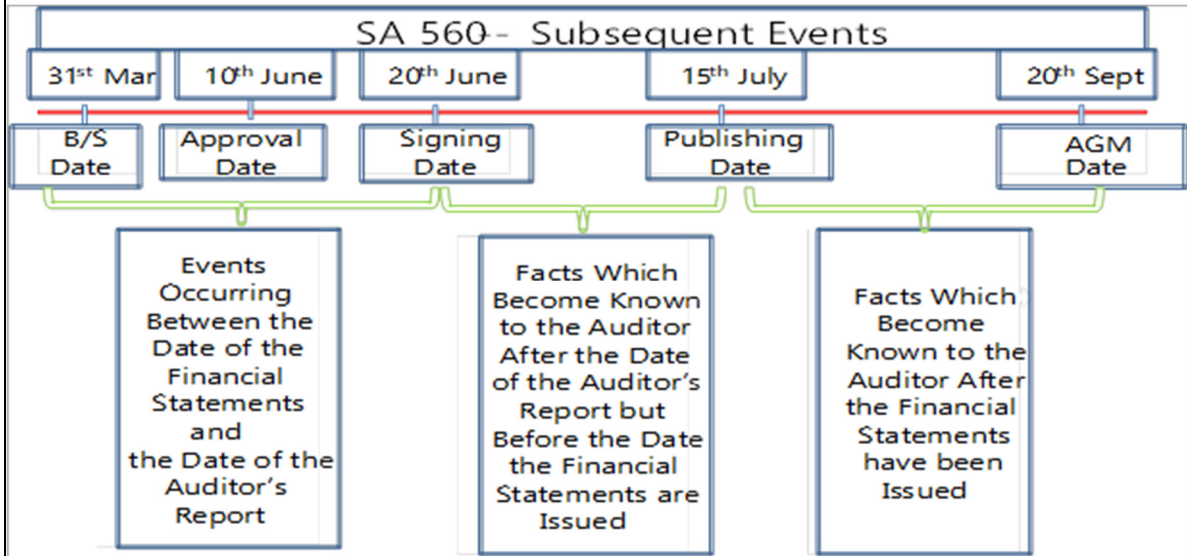 SA 560 - Subsequent Events
31st Mar
10th June
20th June
15th July
20th Sept
B/S
Date
Approval
Date
Signing
Date
Publishing
Date
AGM
Date
Events
Occurring
Between the
Date of the
Financial
Statements
and
the Date of the
Auditor's
Report
Facts Which
Become Known
to the Auditor
After the Date
of the Auditor's
Report but
Before the Date
the Financial
Statements are
Issued
Facts Which
Become
Known to the
Auditor After
the Financial
Statements
have been
Issued